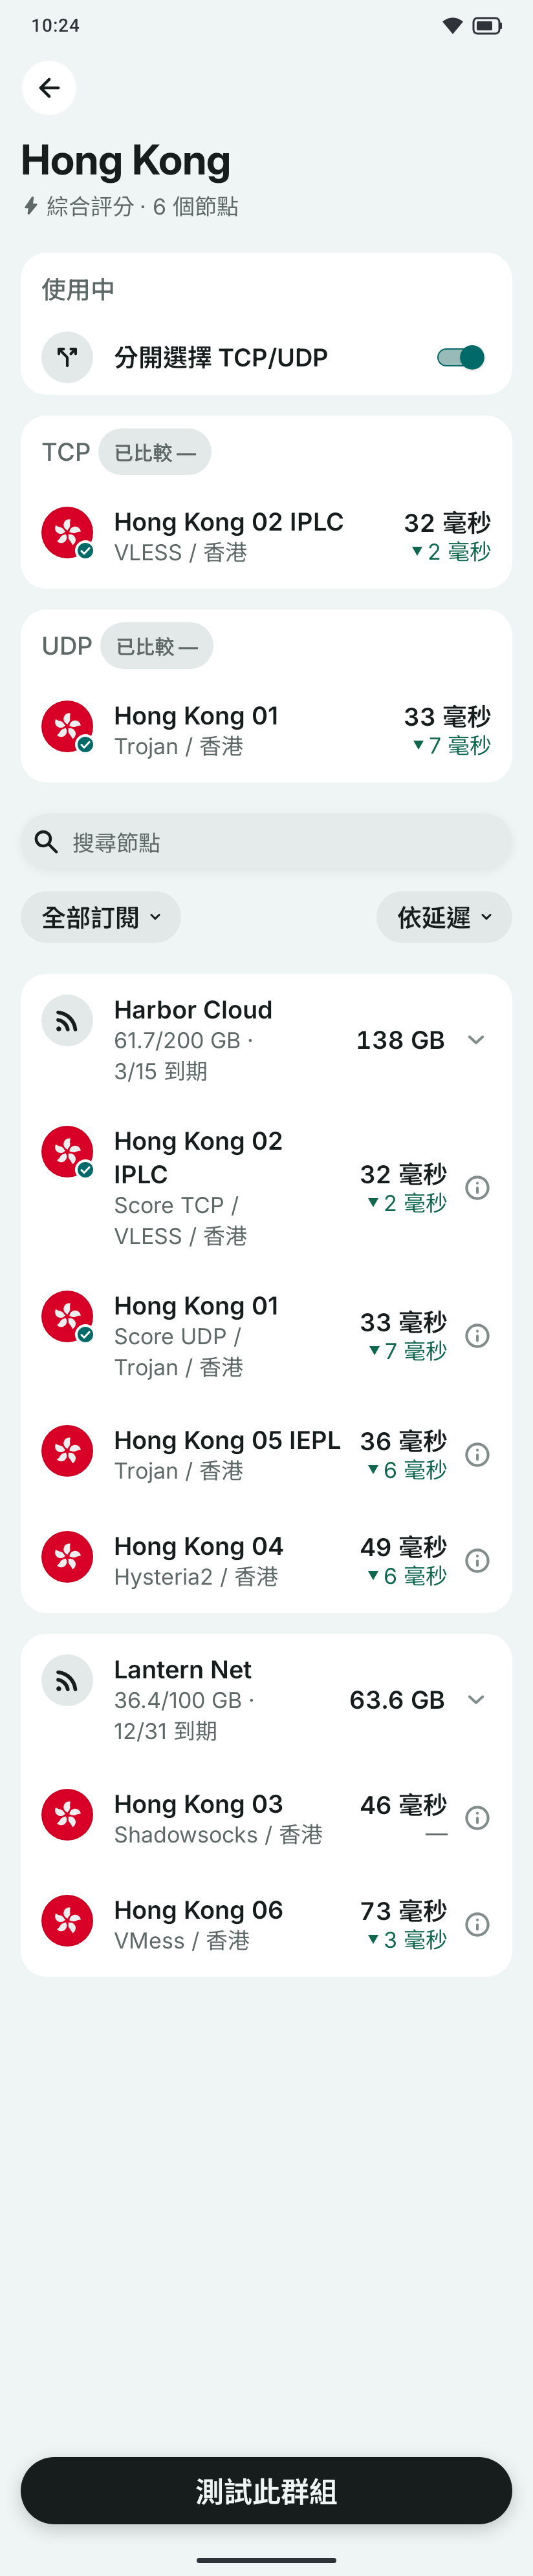 10:24
Hong Kong
綜合評分 · 6 個節點
使用中
分開選擇 TCP/UDP
TCP 已比較 —
Hong Kong 02 IPLC 32 毫秒
VLESS / 香港 ▼2 毫秒
UDP 已比較 —
Hong Kong 01 33 毫秒
Trojan / 香港 ▼7 毫秒
搜尋節點
全部訂閱 依延遲
Harbor Cloud
61.7/200 GB · 138 GB
3/15 到期
Hong Kong 02
IPLC 32 毫秒
Score TCP / ▼2 毫秒
VLESS / 香港
Hong Kong 01 33 毫秒
Score UDP / ▼7 毫秒
Trojan / 香港
Hong Kong 05 IEPL 36 毫秒
Trojan / 香港 ▼6 毫秒
Hong Kong 04 49 毫秒
Hysteria2 / 香港 ▼6 毫秒
Lantern Net
36.4/100 GB · 63.6 GB
12/31 到期
Hong Kong 03 46 毫秒
Shadowsocks / 香港 —
Hong Kong 06 73 毫秒
VMess / 香港 ▼3 毫秒
測試此群組